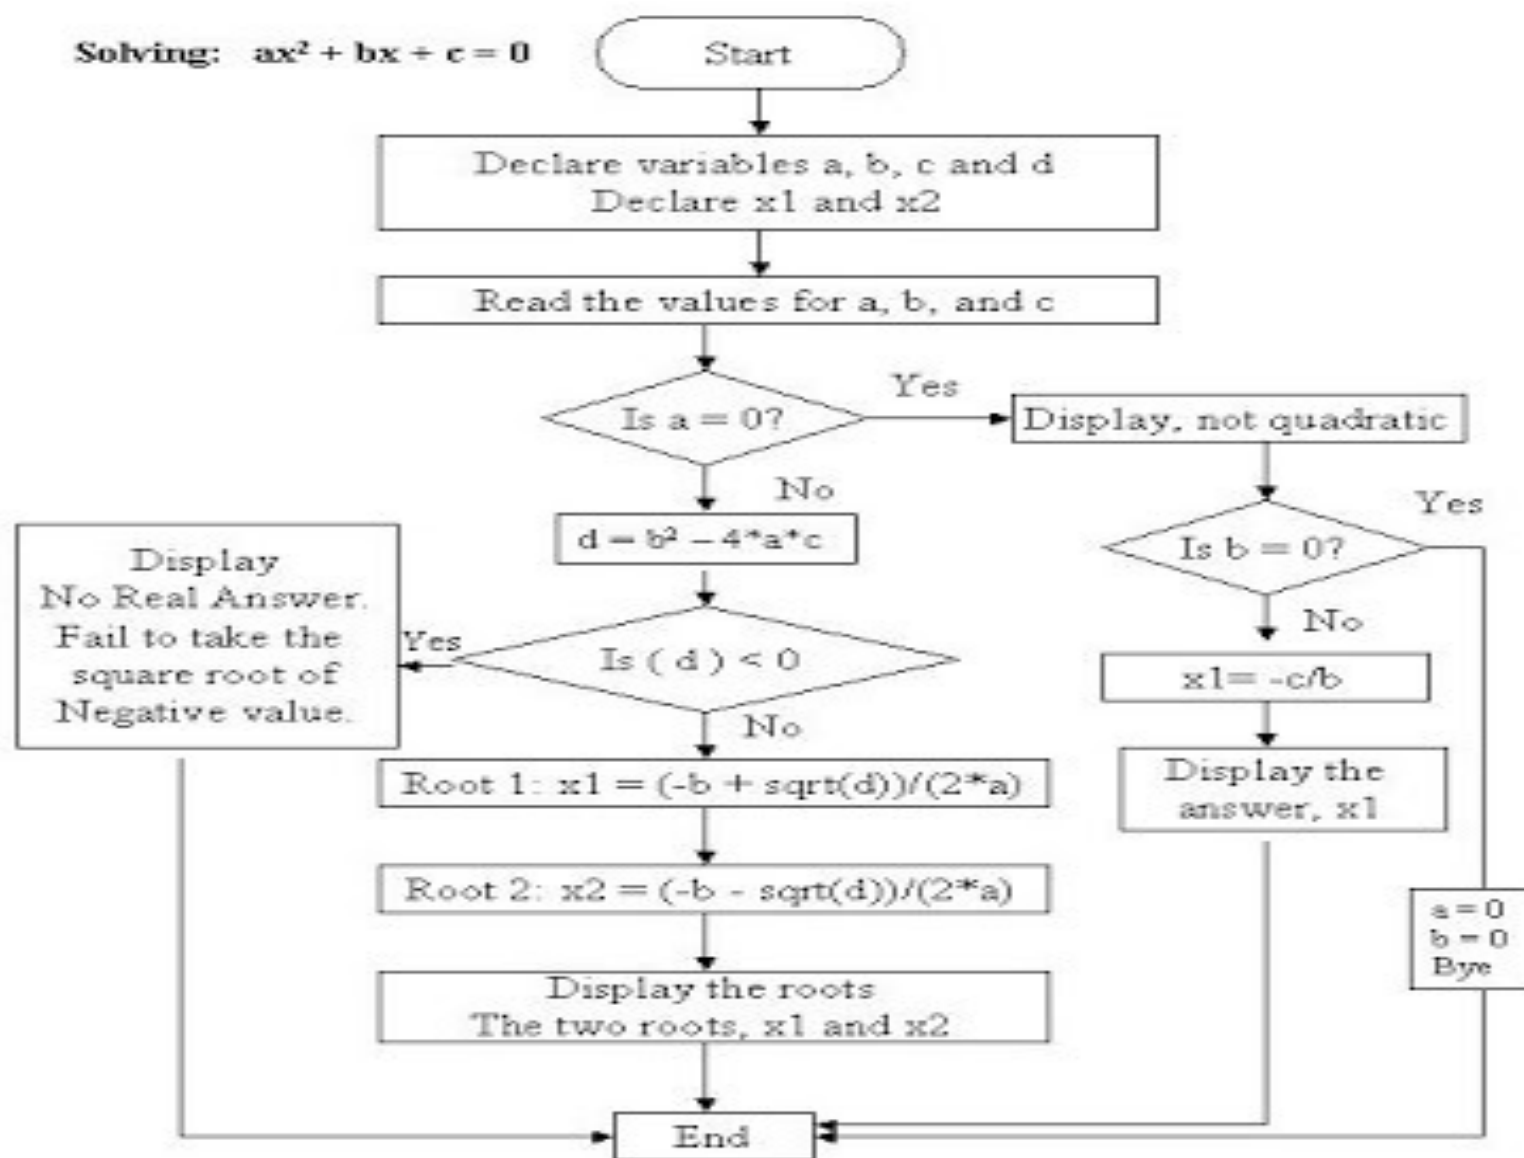 Solving: ax² + bx + c = 0
Start
Declare variables a, b, c and d
Declare x1 and x2
Read the values for a, b, and c
Is a = 0?
Yes
Display, not quadratic
No
d = b² – 4*a*c
Is b = 0?
Yes
Display
No Real Answer.
Fail to take the
square root of
Negative value.
Yes
Is ( d ) < 0
No
x1= -c/b
No
Root 1: x1 = (-b + sqrt(d))/(2*a)
Display the
answer, x1
Root 2: x2 = (-b - sqrt(d))/(2*a)
a = 0
b = 0
Bye
Display the roots
The two roots, x1 and x2
End